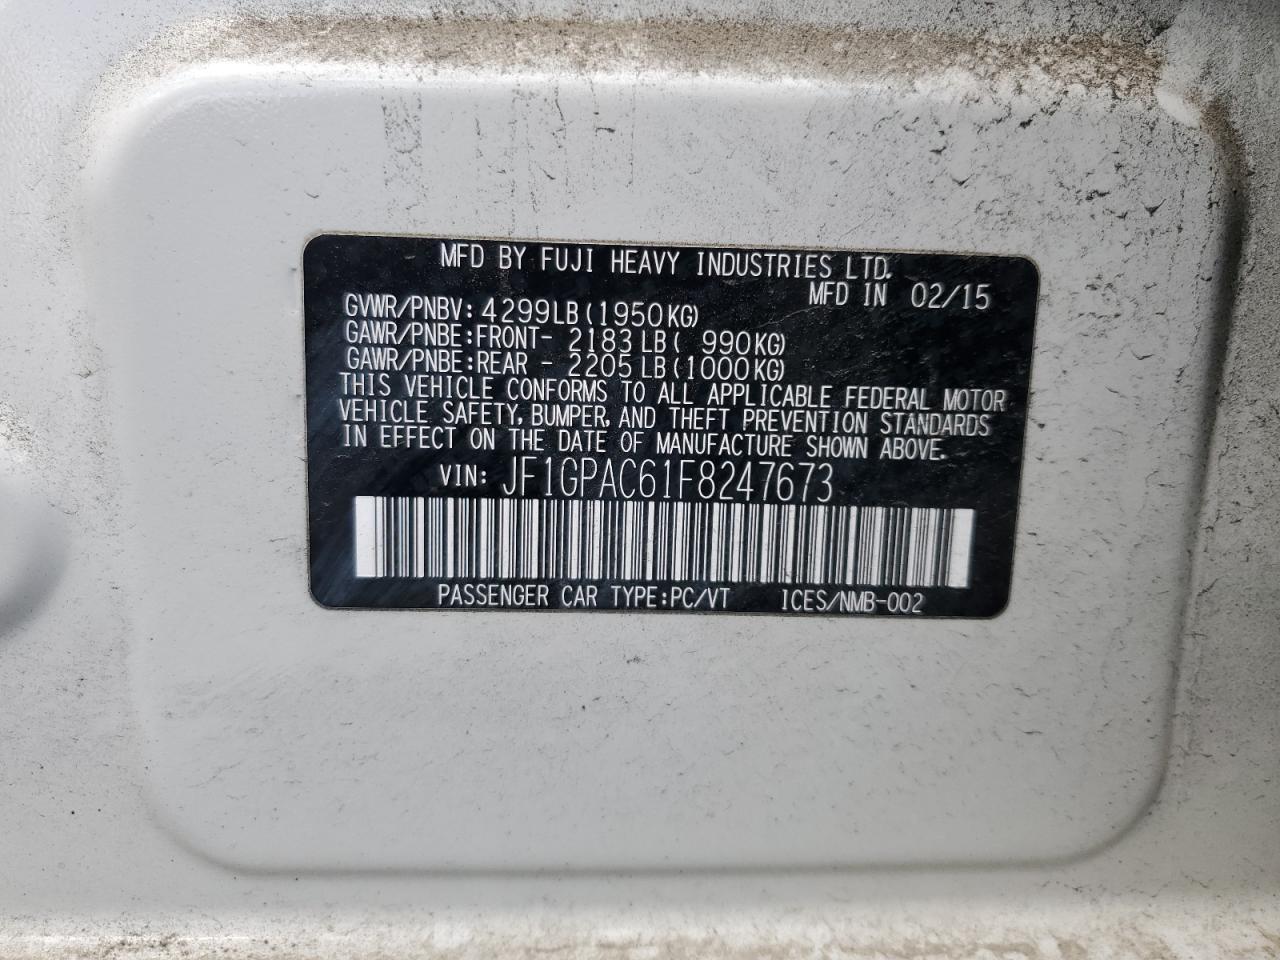 MFD BY FUJI HEAVY INDUSTRIES LTD.
MFD IN 02/15
GVWR/PNBV: 4299LB(1950KG)
GAWR/PNBE:FRONT- 2183LB( 990KG)
GAWR/PNBE:REAR - 2205LB(1000KG)
THIS VEHICLE CONFORMS TO ALL APPLICABLE FEDERAL MOTOR
VEHICLE SAFETY, BUMPER, AND THEFT PREVENTION STANDARDS
IN EFFECT ON THE DATE OF MANUFACTURE SHOWN ABOVE.
VIN: JF1GPAC61F8247673
PASSENGER CAR TYPE:PC/VT ICES/NMB-002